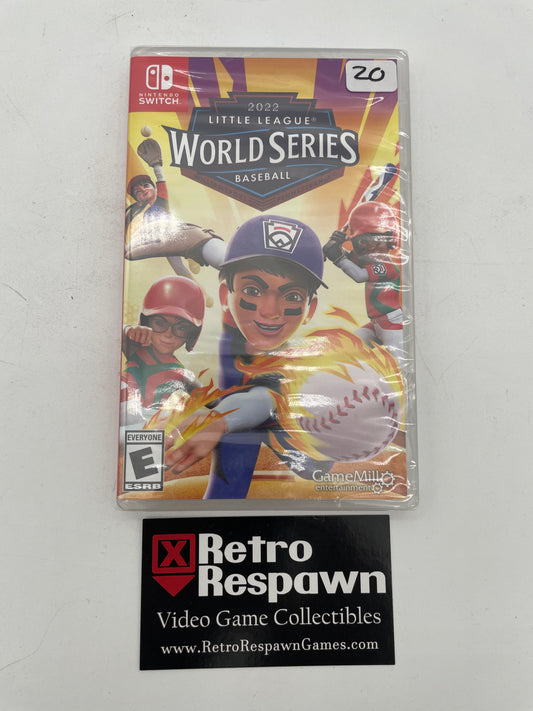 NINTENDO
SWITCH
20
2022
LITTLE LEAGUE®
WORLD SERIES
BASEBALL
EVERYONE
E
ESRB
GameMill
entertainment
X Retro
Respawn
Video Game Collectibles
www.RetroRespawnGames.com